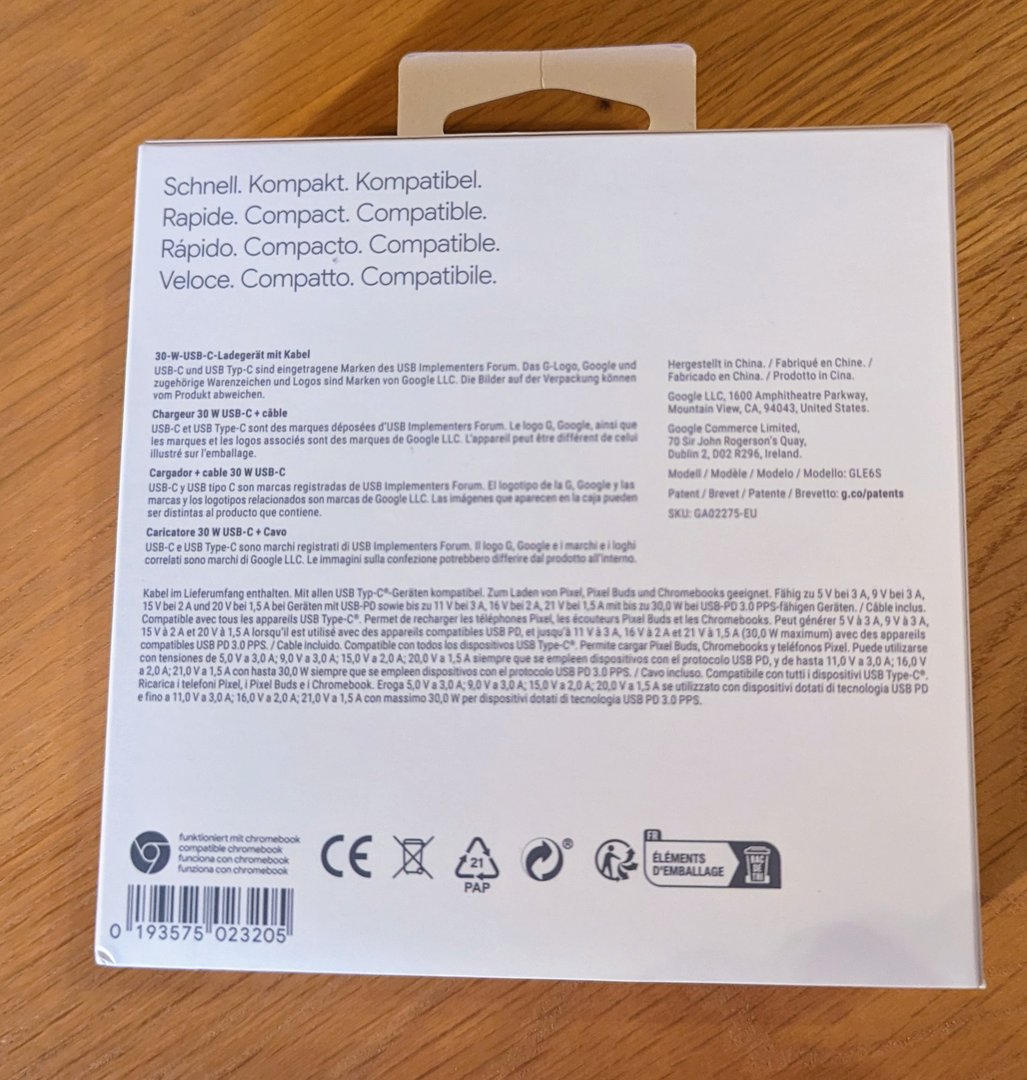 Schnell. Kompakt. Kompatibel.
Rapide. Compact. Compatible.
Rápido. Compacto. Compatible.
Veloce. Compatto. Compatibile.
30-W-USB-C-Ladegerät mit Kabel
USB-C und USB Typ-C sind eingetragene Marken des USB Implementers Forum. Das G-Logo, Google und
zugehörige Warenzeichen und Logos sind Marken von Google LLC. Die Bilder auf der Verpackung können
vom Produkt abweichen.
Chargeur 30 W USB-C + câble
USB-C et USB Type-C sont des marques déposées d'USB Implementers Forum. Le logo G, Google, ainsi que
les marques et les logos associés sont des marques de Google LLC. L'appareil peut être différent de celui
illustré sur l'emballage.
Cargador + cable 30 W USB-C
USB-C y USB tipo C son marcas registradas de USB Implementers Forum. El logotipo de la G, Google y las
marcas y los logotipos relacionados son marcas de Google LLC. Las imágenes que aparecen en la caja pueden
ser distintas al producto que contiene.
Caricatore 30 W USB-C + Cavo
USB-C e USB Type-C sono marchi registrati di USB Implementers Forum. Il logo G, Google e i marchi e i loghi
correlati sono marchi di Google LLC. Le immagini sulla confezione potrebbero differire dal prodotto all'interno.
Hergestellt in China. / Fabriqué en Chine. /
Fabricado en China. / Prodotto in Cina.
Google LLC, 1600 Amphitheatre Parkway,
Mountain View, CA, 94043, United States.
Google Commerce Limited,
70 Sir John Rogerson's Quay,
Dublin 2, D02 R296, Ireland.
Modell / Modèle / Modelo / Modello: GLE6S
Patent / Brevet / Patente / Brevetto: g.co/patents
SKU: GA02275-EU
Kabel im Lieferumfang enthalten. Mit allen USB Typ-C®-Geräten kompatibel. Zum Laden von Pixel, Pixel Buds und Chromebooks geeignet. Fähig zu 5 V bei 3 A, 9 V bei 3 A,
15 V bei 2 A und 20 V bei 1,5 A bei Geräten mit USB-PD sowie bis zu 11 V bei 3 A, 16 V bei 2 A, 21 V bei 1,5 A mit bis zu 30,0 W bei USB-PD 3.0 PPS-fähigen Geräten. / Câble inclus.
Compatible avec tous les appareils USB Type-C®. Permet de recharger les téléphones Pixel, les écouteurs Pixel Buds et les Chromebooks. Peut générer 5 V à 3 A, 9 V à 3 A,
15 V à 2 A et 20 V à 1,5 A lorsqu'il est utilisé avec des appareils compatibles USB PD, et jusqu'à 11 V à 3 A, 16 V à 2 A et 21 V à 1,5 A (30,0 W maximum) avec des appareils
compatibles USB PD 3.0 PPS. / Cable incluido. Compatible con todos los dispositivos USB Type-C®. Permite cargar Pixel Buds, Chromebooks y teléfonos Pixel. Puede utilizarse
con tensiones de 5,0 V a 3,0 A; 9,0 V a 3,0 A; 15,0 V a 2,0 A; 20,0 V a 1,5 A siempre que se empleen dispositivos con el protocolo USB PD, y de hasta 11,0 V a 3,0 A; 16,0 V
a 2,0 A; 21,0 V a 1,5 A con hasta 30,0 W siempre que se empleen dispositivos con el protocolo USB PD 3.0 PPS. / Cavo incluso. Compatibile con tutti i dispositivi USB Type-C®.
Ricarica i telefoni Pixel, i Pixel Buds e i Chromebook. Eroga 5,0 V a 3,0 A; 9,0 V a 3,0 A; 15,0 V a 2,0 A; 20,0 V a 1,5 A se utilizzato con dispositivi dotati di tecnologia USB PD
e fino a 11,0 V a 3,0 A; 16,0 V a 2,0 A; 21,0 V a 1,5 A con massimo 30,0 W per dispositivi dotati di tecnologia USB PD 3.0 PPS.
funktioniert mit chromebook
compatible chromebook
funciona con chromebook
funziona con chromebook
CE
21
PAP
®
FR
ÉLÉMENTS
D'EMBALLAGE
BAC
DE
TRI
0 193575 023205